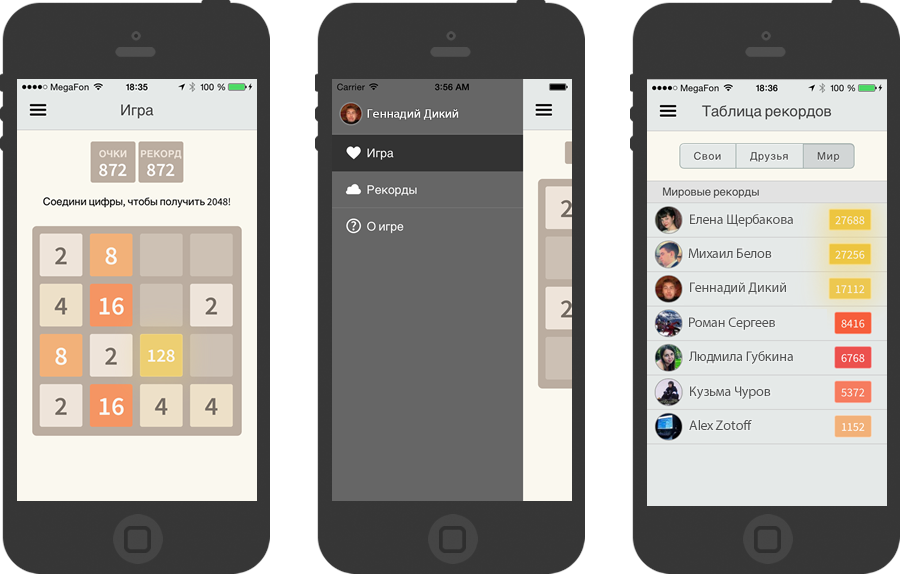 MegaFon 18:35 100 %
Игра
ОЧКИ РЕКОРД
872 872
Соедини цифры, чтобы получить 2048!
2 8
4 16 2
8 2 128
2 16 4 4
Carrier 3:56 AM
Геннадий Дикий
Игра
Рекорды
О игре
2
2
MegaFon 18:36 100 %
Таблица рекордов
Свои Друзья Мир
Мировые рекорды
Елена Щербакова 27688
Михаил Белов 27256
Геннадий Дикий 17112
Роман Сергеев 8416
Людмила Губкина 6768
Кузьма Чуров 5372
Alex Zotoff 1152